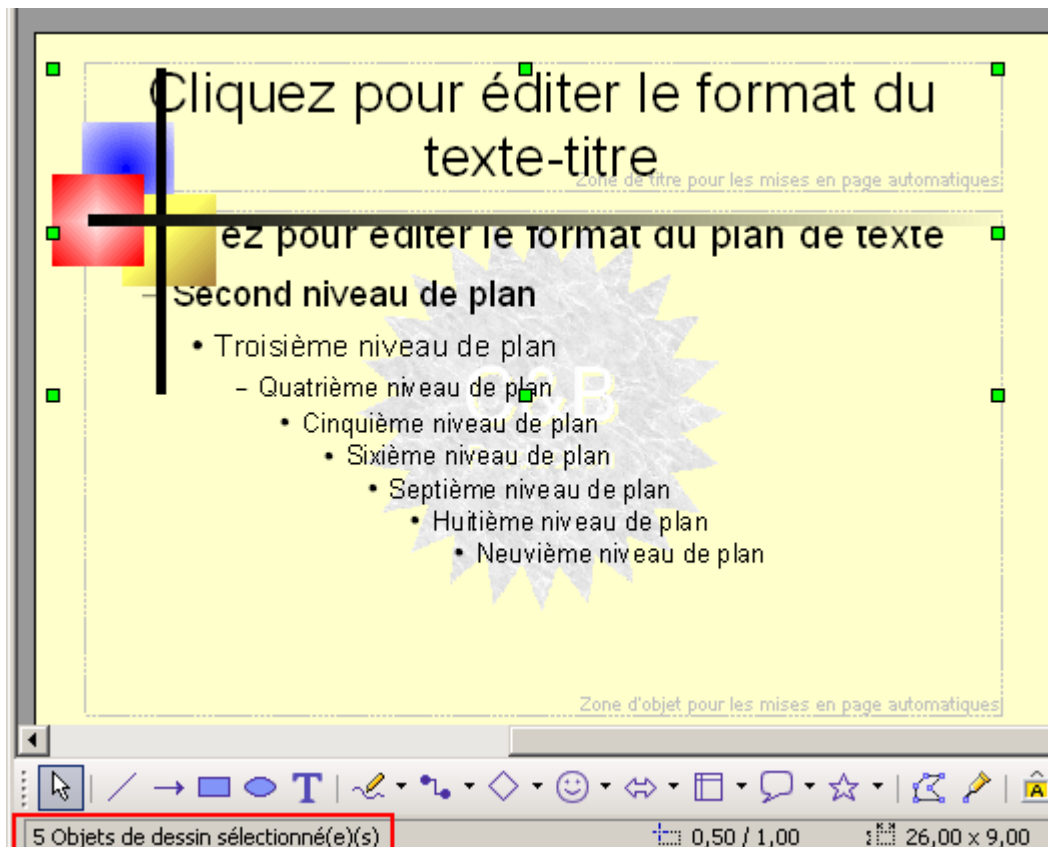 Cliquez pour éditer le format du
texte-titre
Zone de titre pour les mises en page automatiques
ez pour éditer le format du plan de texte
– Second niveau de plan
• Troisième niveau de plan
– Quatrième niveau de plan
• Cinquième niveau de plan
C&B
• Sixième niveau de plan
• Septième niveau de plan
• Huitième niveau de plan
• Neuvième niveau de plan
Zone d'objet pour les mises en page automatiques
T
A
5 Objets de dessin sélectionné(e)(s)
0,50 / 1,00
26,00 x 9,00